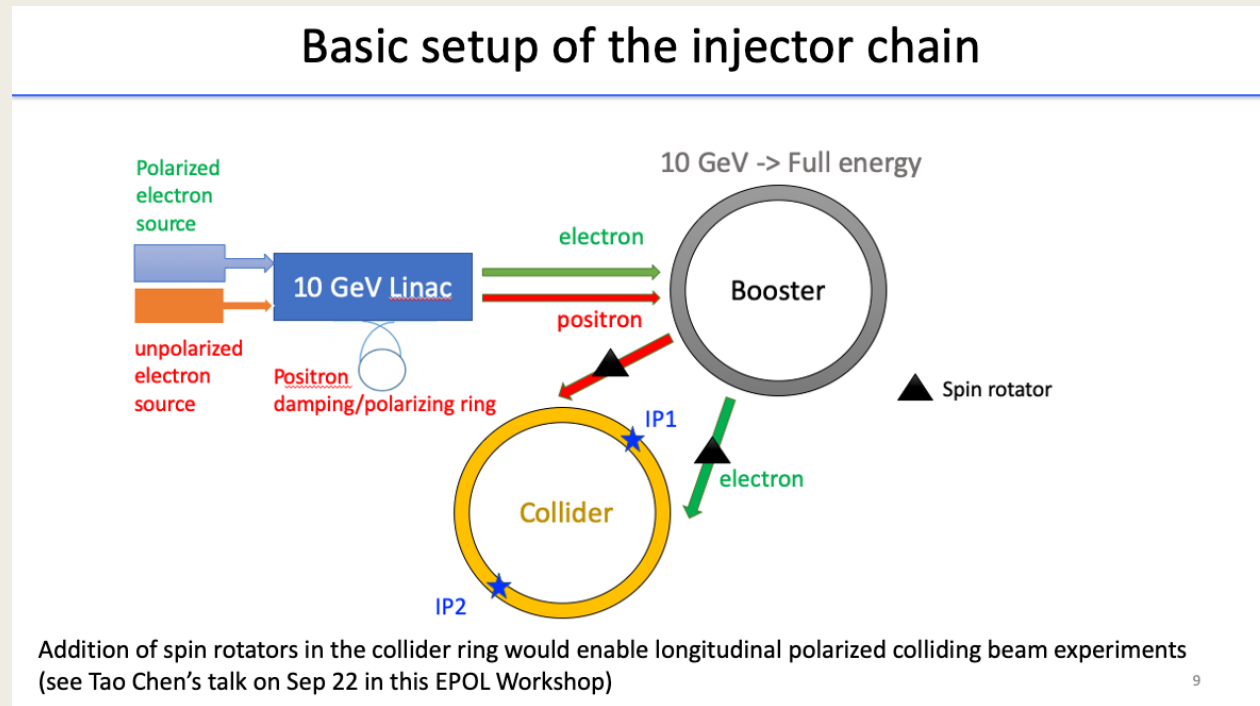 Basic setup of the injector chain
Polarized
electron
source
10 GeV -> Full energy
electron
10 GeV Linac
Booster
positron
unpolarized
electron
source
Positron
damping/polarizing ring
Spin rotator
IP1
electron
Collider
IP2
Addition of spin rotators in the collider ring would enable longitudinal polarized colliding beam experiments
(see Tao Chen’s talk on Sep 22 in this EPOL Workshop)
9